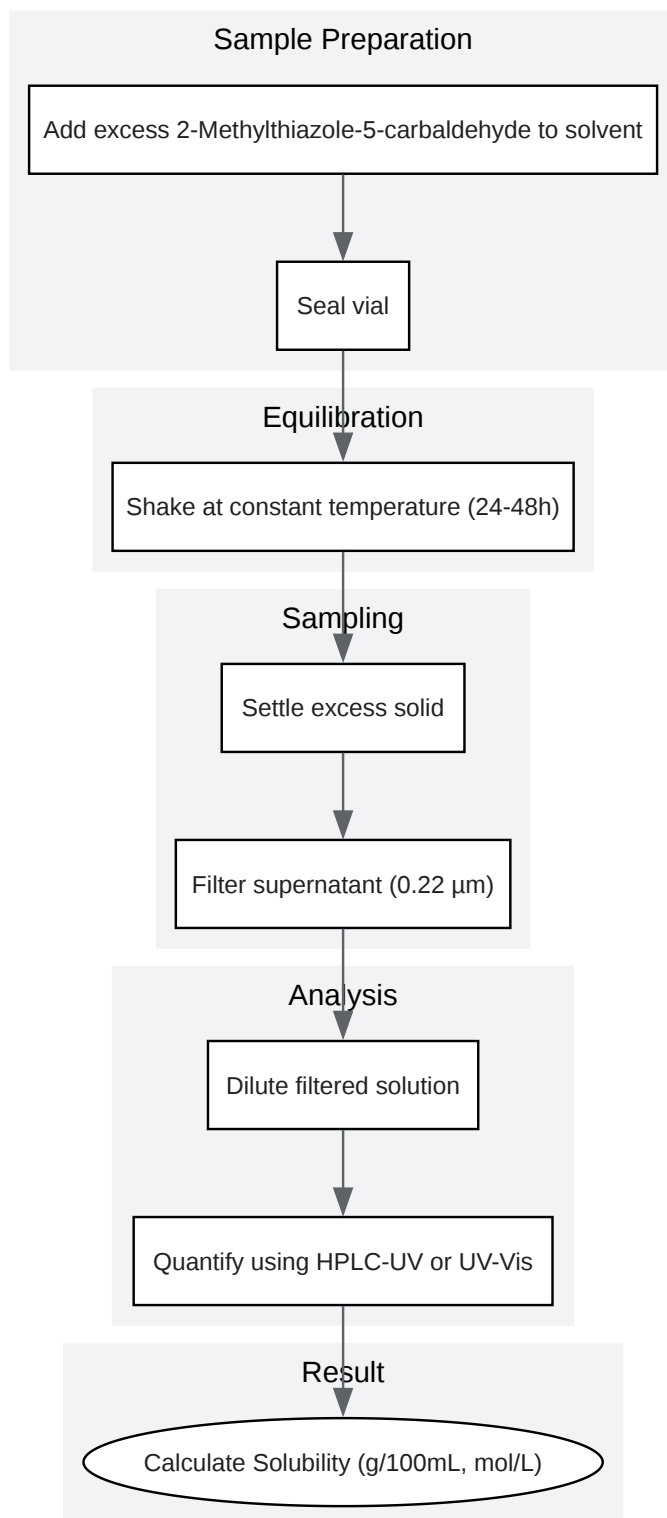 Sample Preparation
Add excess 2-Methylthiazole-5-carbaldehyde to solvent
Seal vial
Equilibration
Shake at constant temperature (24-48h)
Sampling
Settle excess solid
Filter supernatant (0.22 µm)
Analysis
Dilute filtered solution
Quantify using HPLC-UV or UV-Vis
Result
Calculate Solubility (g/100mL, mol/L)